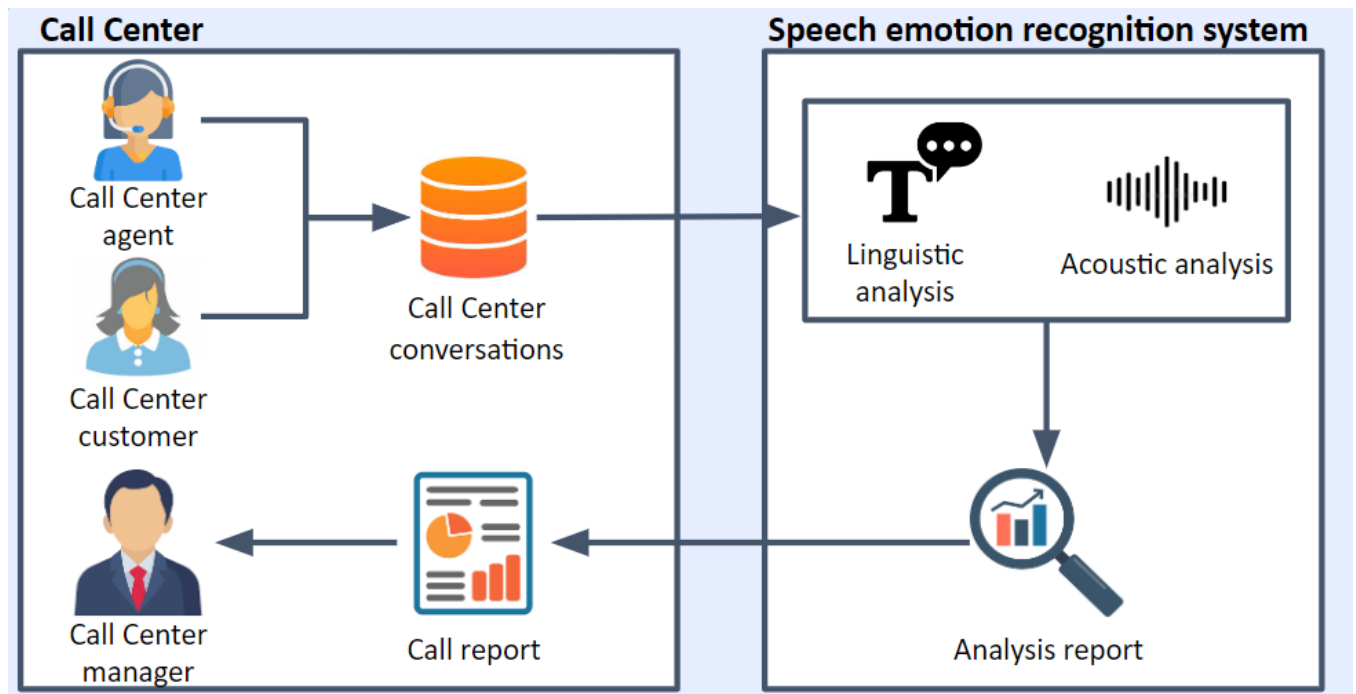 Call Center
Speech emotion recognition system
Call Center
agent
Call Center
customer
Call Center
conversations
Linguistic
analysis
Acoustic analysis
Call Center
manager
Call report
Analysis report